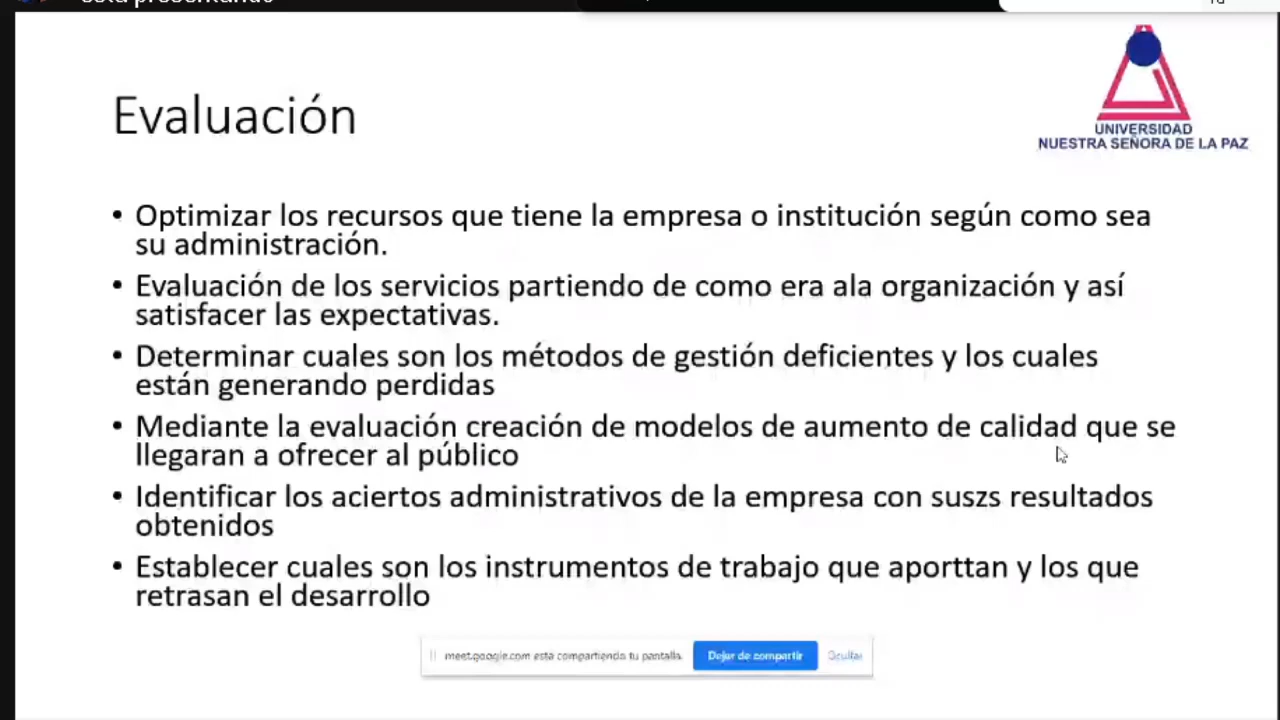 está presentando
UNIVERSIDAD
NUESTRA SEÑORA DE LA PAZ
Evaluación
• Optimizar los recursos que tiene la empresa o institución según como sea
su administración.
• Evaluación de los servicios partiendo de como era ala organización y así
satisfacer las expectativas.
• Determinar cuales son los métodos de gestión deficientes y los cuales
están generando perdidas
• Mediante la evaluación creación de modelos de aumento de calidad que se
llegaran a ofrecer al público
• Identificar los aciertos administrativos de la empresa con suszs resultados
obtenidos
• Establecer cuales son los instrumentos de trabajo que aporttan y los que
retrasan el desarrollo
meet.google.com está compartiendo tu pantalla. Dejar de compartir Ocultar